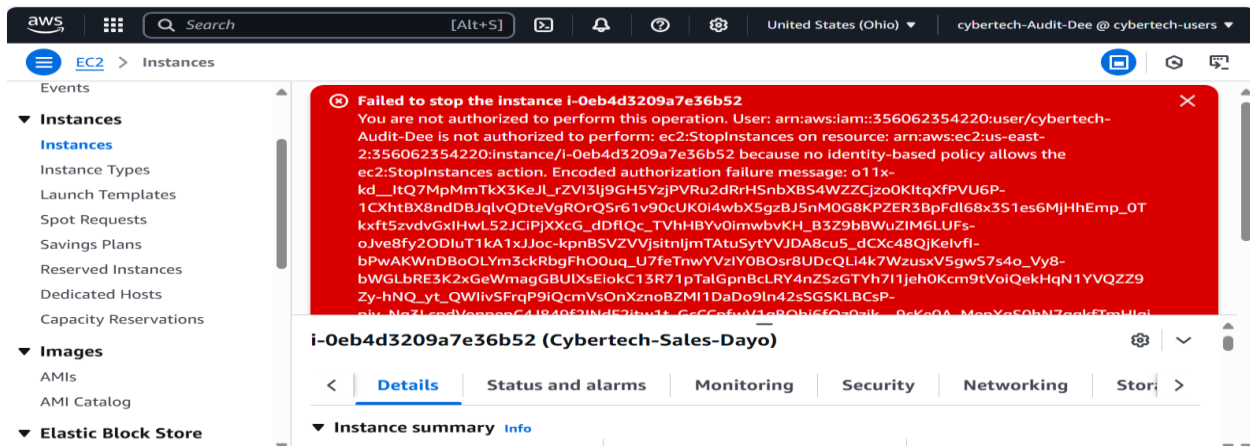 aws
Search [Alt+S]
United States (Ohio)
cybertech-Audit-Dee @ cybertech-users
EC2 > Instances
Events
Instances
Instances
Instance Types
Launch Templates
Spot Requests
Savings Plans
Reserved Instances
Dedicated Hosts
Capacity Reservations
Images
AMIs
AMI Catalog
Elastic Block Store
Failed to stop the instance i-0eb4d3209a7e36b52
You are not authorized to perform this operation. User: arn:aws:iam::356062354220:user/cybertech-
Audit-Dee is not authorized to perform: ec2:StopInstances on resource: arn:aws:ec2:us-east-
2:356062354220:instance/i-0eb4d3209a7e36b52 because no identity-based policy allows the
ec2:StopInstances action. Encoded authorization failure message: o11x-
kd__ItQ7MpMmTkX3KeJl_rZVI3lj9GH5YzjPVRu2dRrHSnbXBS4WZZCjzo0KItqXfPVU6P-
1CXhtBX8ndDBJqlvQDteVgROrQSr61v90cUK0i4wbX5gzBJ5nM0G8KPZER3BpFdl68x3S1es6MjHhEmp_0T
kxft5zvdvGxIHwL52JCiPjXXcG_dDflQc_TVhHBYv0imwbvKH_B3Z9bBWuZIM6LUFs-
oJve8fy2ODIuT1kA1xJJoc-kpnBSVZVVjsitnIjmTAtuSytYVJDA8cu5_dCXc48QjKeIvfI-
bPwAKWnDBoOLYm3ckRbgFhO0uq_U7feTnwYVzIY0BOsr8UDcQLi4k7WzusxV5gwS7s4o_Vy8-
bWGLbRE3K2xGeWmagGBUlXsEiokC13R71pTalGpnBcLRY4nZSzGTYh7I1jeh0Kcm9tVoiQekHqN1YVQZZ9
Zy-hNQ_yt_QWIivSFrqP9iQcmVsOnXznoBZMI1DaDo9ln42sSGSKLBCsP-
i-0eb4d3209a7e36b52 (Cybertech-Sales-Dayo)
Details
Status and alarms
Monitoring
Security
Networking
Instance summary Info